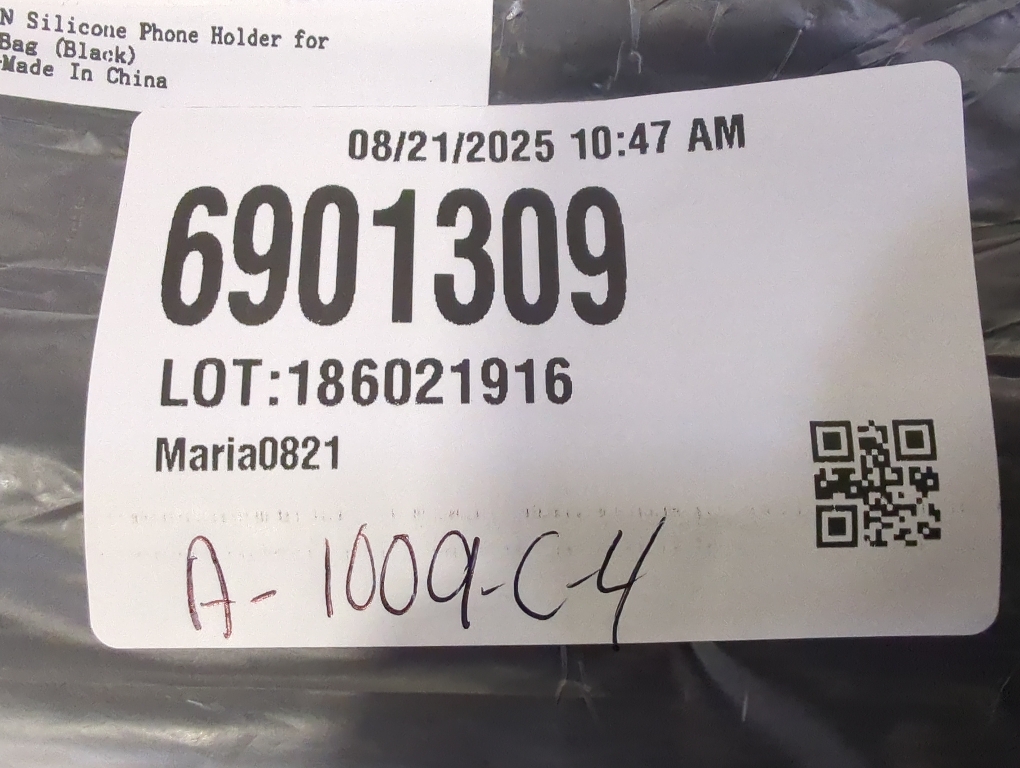 N Silicone Phone Holder for
Bag (Black)
Made In China
08/21/2025 10:47 AM
6901309
LOT:186021916
Maria0821
A-1009-C-4